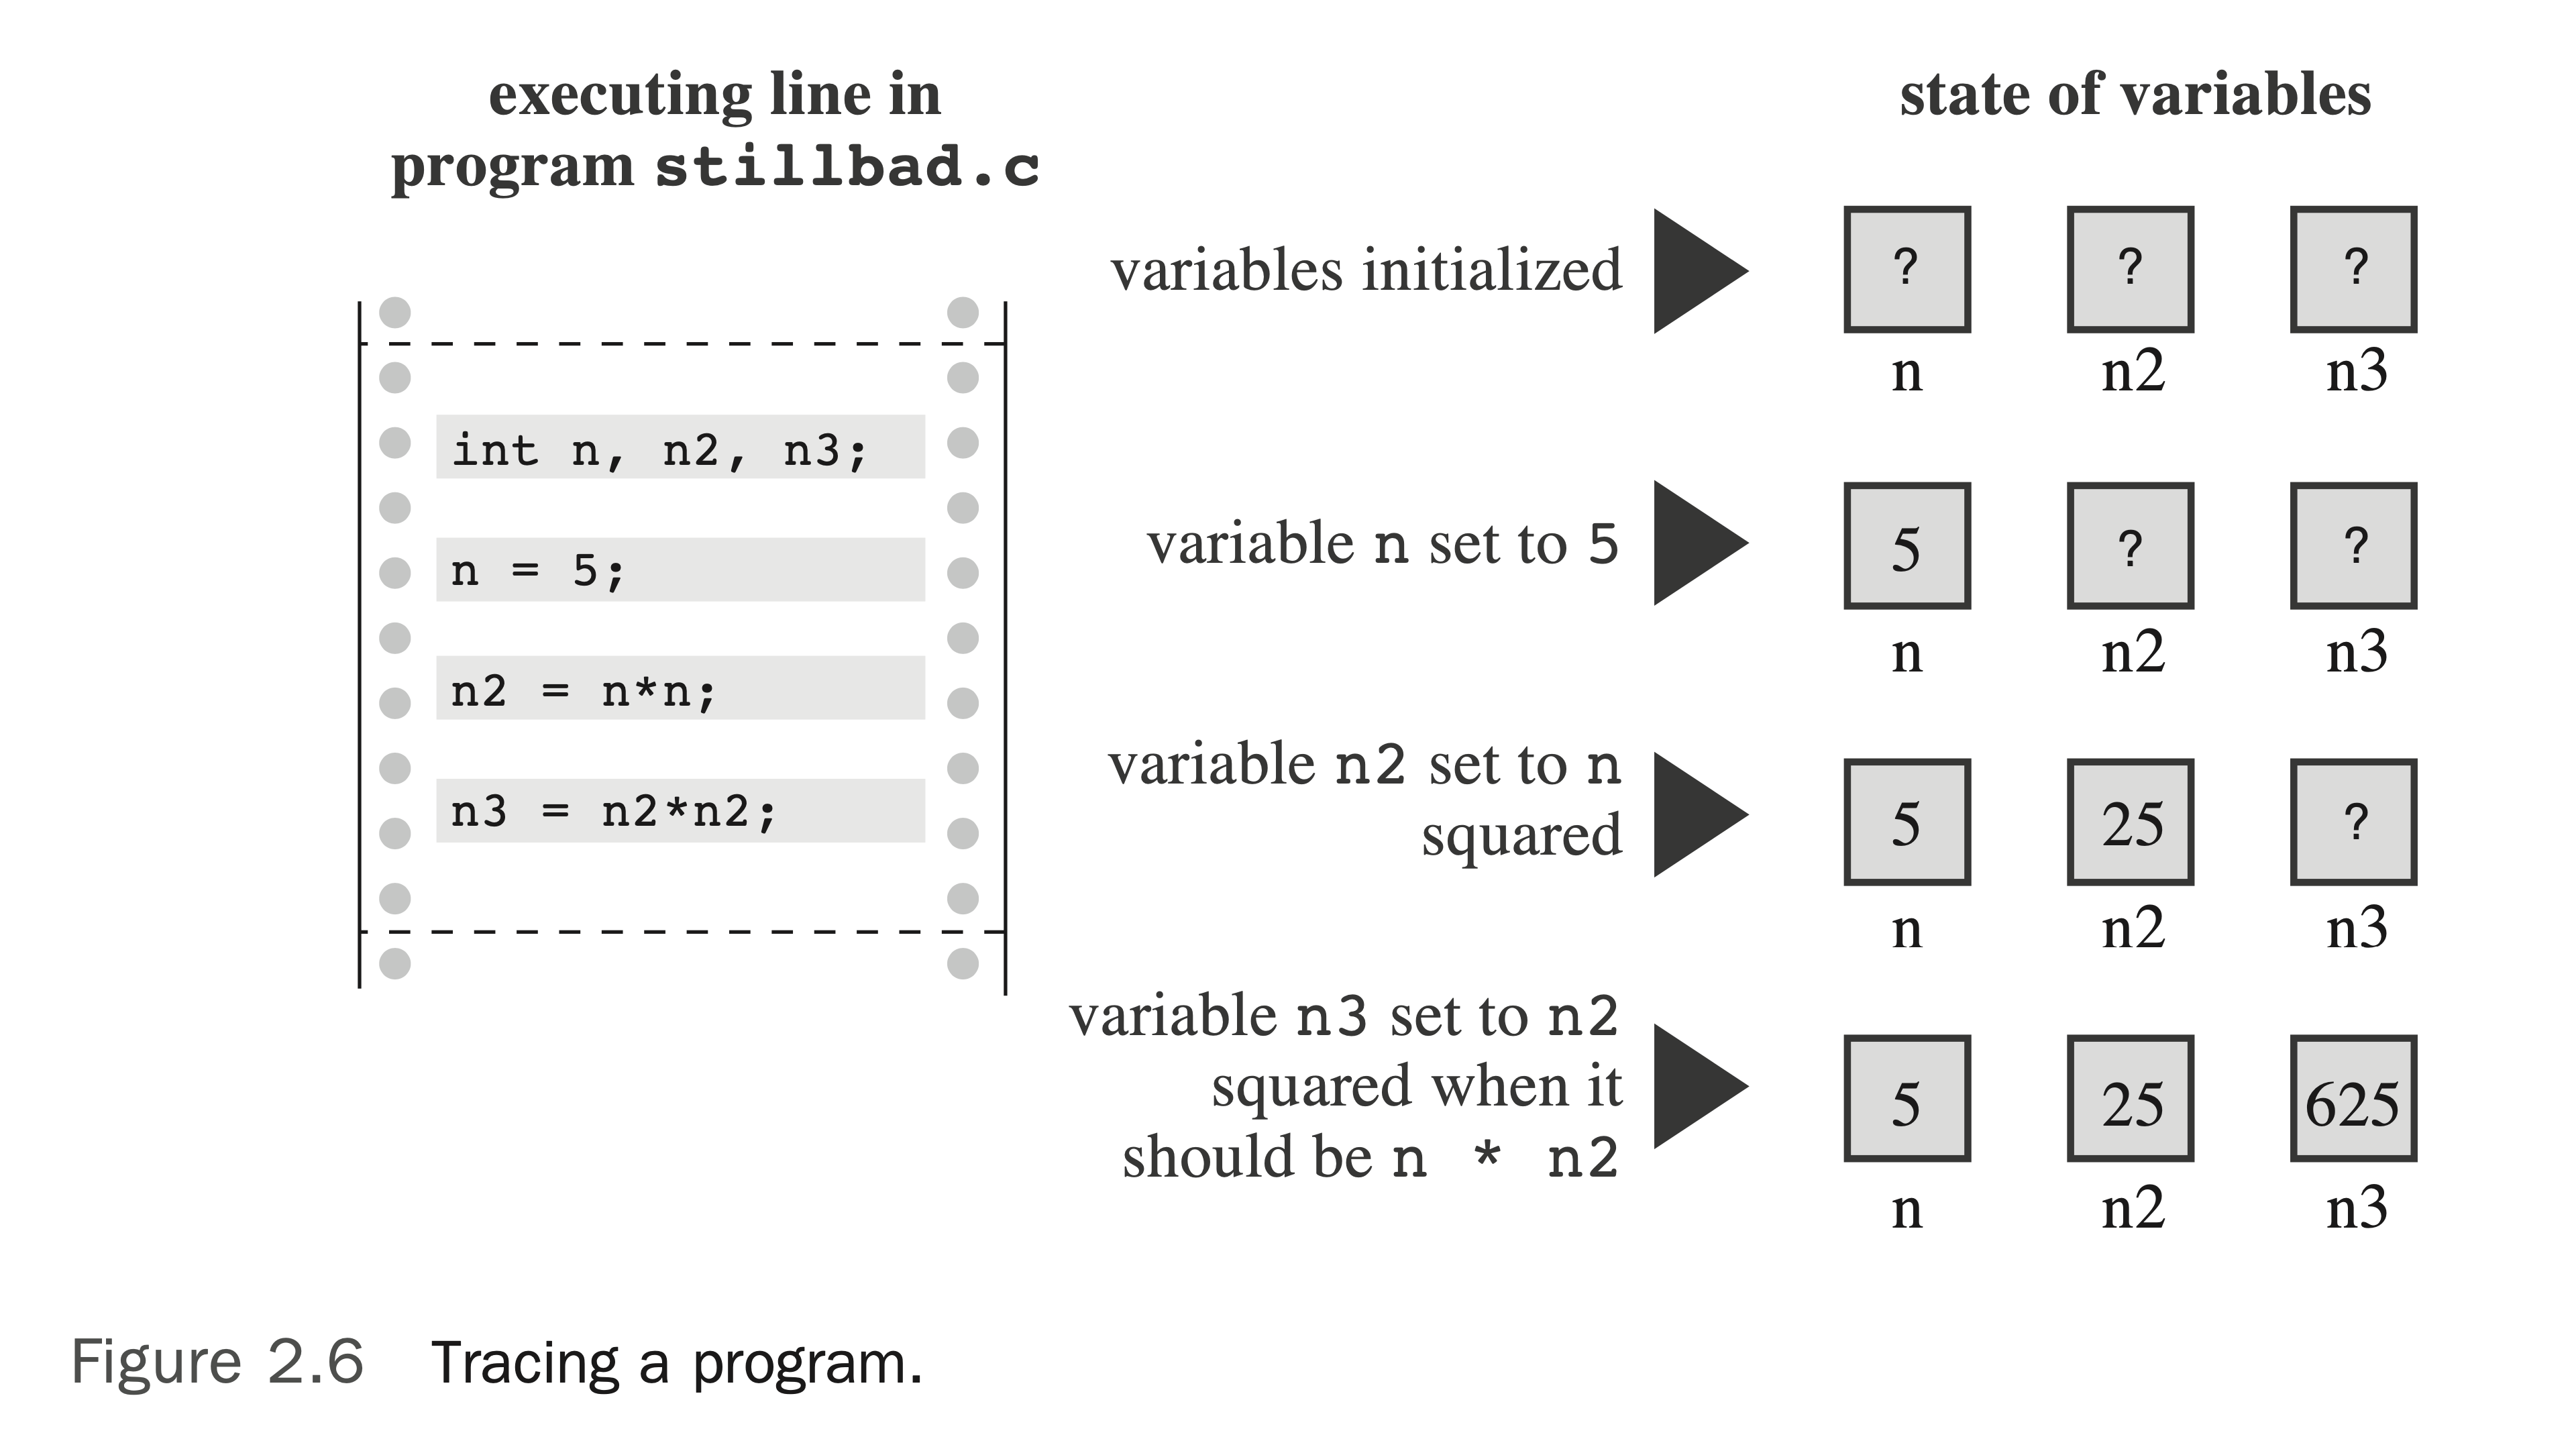 executing line in
program stillbad.c
int n, n2, n3;
n = 5;
n2 = n*n;
n3 = n2*n2;
state of variables
variables initialized
? ? ?
n n2 n3
variable n set to 5
5 ? ?
n n2 n3
variable n2 set to n
squared
5 25 ?
n n2 n3
variable n3 set to n2
squared when it
should be n * n2
5 25 625
n n2 n3
Figure 2.6 Tracing a program.